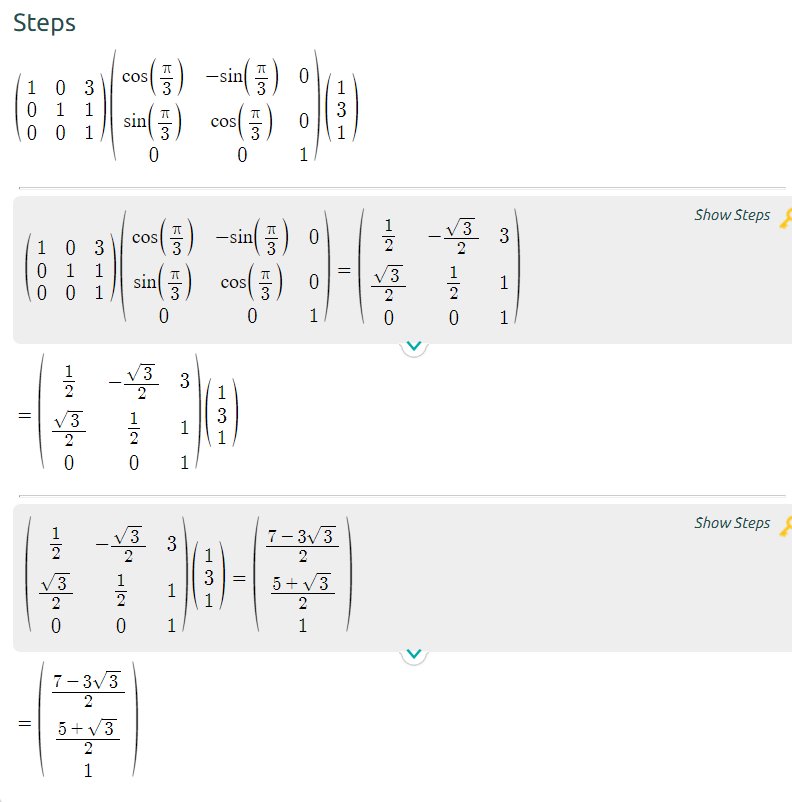 Steps
( 1 0 3 ; 0 1 1 ; 0 0 1 ) ( cos(π/3) −sin(π/3) 0 ; sin(π/3) cos(π/3) 0 ; 0 0 1 ) ( 1 ; 3 ; 1 )
Show Steps
( 1 0 3 ; 0 1 1 ; 0 0 1 ) ( cos(π/3) −sin(π/3) 0 ; sin(π/3) cos(π/3) 0 ; 0 0 1 ) = ( 1/2 −√3/2 3 ; √3/2 1/2 1 ; 0 0 1 )
= ( 1/2 −√3/2 3 ; √3/2 1/2 1 ; 0 0 1 ) ( 1 ; 3 ; 1 )
Show Steps
( 1/2 −√3/2 3 ; √3/2 1/2 1 ; 0 0 1 ) ( 1 ; 3 ; 1 ) = ( (7−3√3)/2 ; (5+√3)/2 ; 1 )
= ( (7−3√3)/2 ; (5+√3)/2 ; 1 )